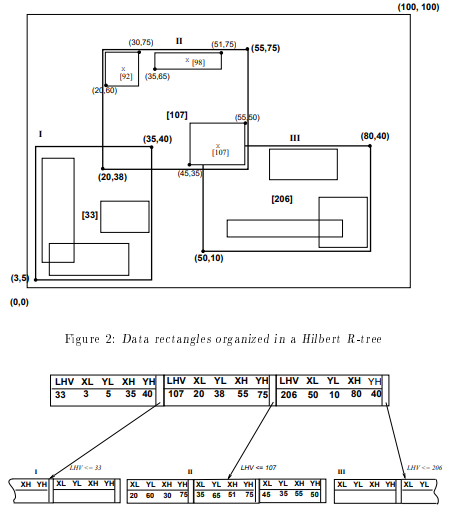 (100, 100)
II
(30,75)
(51,75)
(55,75)
x
[98]
x
[92]
(35,65)
(20,60)
[107]
(55,50)
I
(35,40)
III
(80,40)
x
[107]
(20,38)
(45,35)
[206]
[33]
(50,10)
(3,5)
(0,0)
Figure 2: Data rectangles organized in a Hilbert R-tree
LHV XL YL XH YH LHV XL YL XH YH LHV XL YL XH YH
33 3 5 35 40 107 20 38 55 75 206 50 10 80 40
I LHV <= 33 II LHV <= 107 III LHV <= 206
XH YH XL YL XH YH XL YL XH YH XL YL XH YH XL YL XH YH XL YL XH YH XL YL
20 60 30 75 35 65 51 75 45 35 55 50